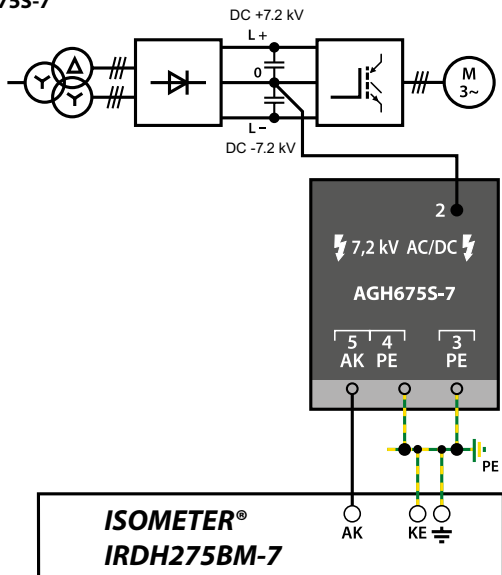 75S-7
DC +7.2 kV
L+
0
L–
DC -7.2 kV
Y
Δ
Y
M
3~
2
7,2 kV AC/DC
AGH675S-7
5 4 3
AK PE PE
PE
AK KE
ISOMETER®
IRDH275BM-7